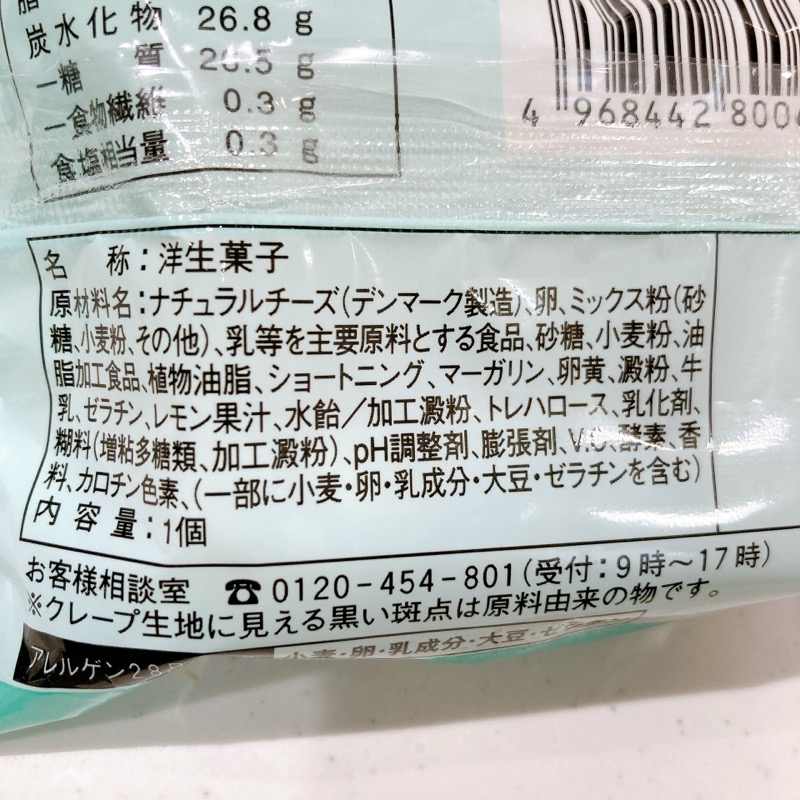 脂
炭水化物 26.8 g
－糖 質 26.5 g
－食物繊維 0.3 g
食塩相当量 0.3 g
4 968442 800
名 称：洋生菓子
原材料名：ナチュラルチーズ(デンマーク製造)、卵、ミックス粉(砂
糖、小麦粉、その他)、乳等を主要原料とする食品、砂糖、小麦粉、油
脂加工食品、植物油脂、ショートニング、マーガリン、卵黄、澱粉、牛
乳、ゼラチン、レモン果汁、水飴／加工澱粉、トレハロース、乳化剤、
糊料(増粘多糖類、加工澱粉)、pH調整剤、膨張剤、V.C、酵素、香
料、カロチン色素、(一部に小麦・卵・乳成分・大豆・ゼラチンを含む)
内容量：1個
お客様相談室 ☎0120-454-801(受付：9時～17時)
※クレープ生地に見える黒い斑点は原料由来の物です。
アレルゲン28
小麦・卵・乳成分・大豆・ゼラチン